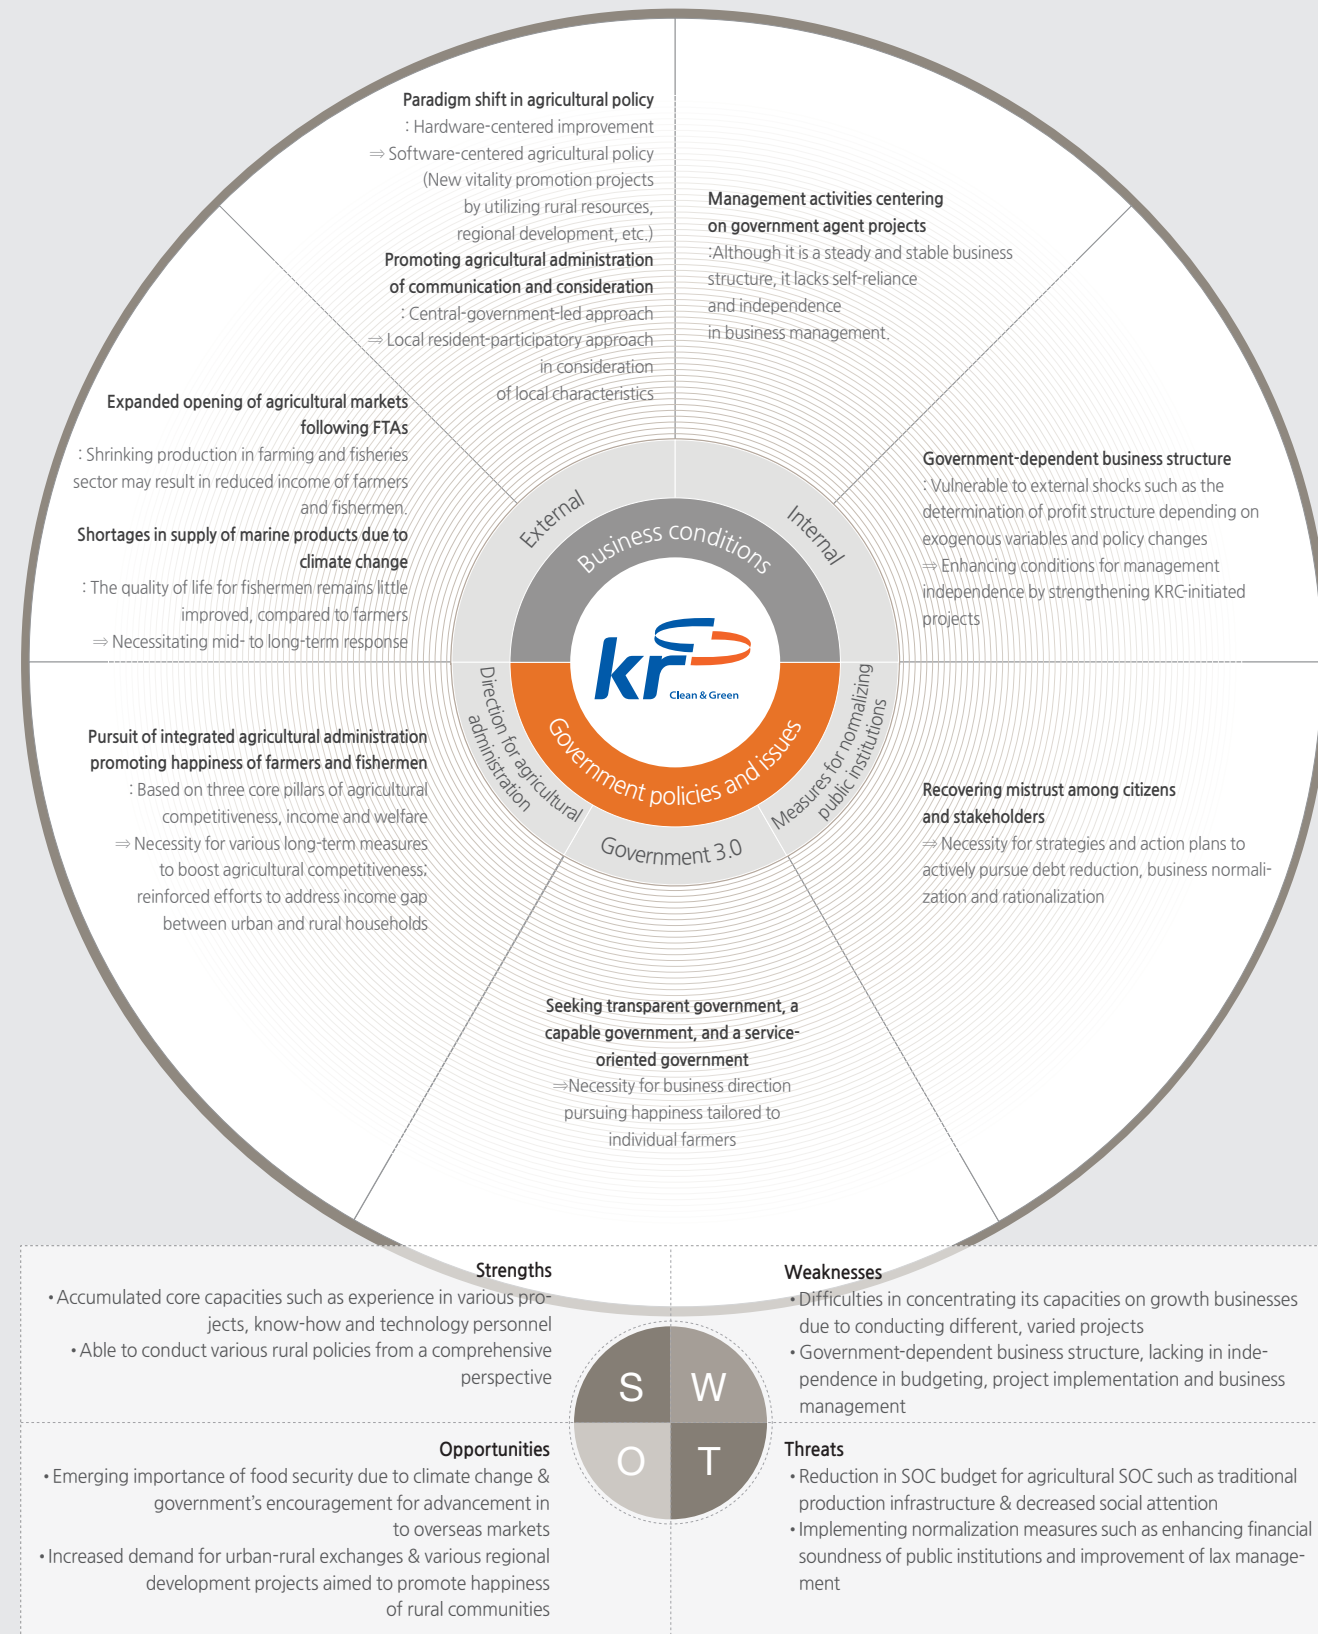 Paradigm shift in agricultural policy
: Hardware-centered improvement
⇒ Software-centered agricultural policy
(New vitality promotion projects
by utilizing rural resources,
regional development, etc.)
Promoting agricultural administration
of communication and consideration
: Central-government-led approach
⇒ Local resident-participatory approach
in consideration
of local characteristics
Management activities centering
on government agent projects
:Although it is a steady and stable business
structure, it lacks self-reliance
and independence
in business management.
Expanded opening of agricultural markets
following FTAs
: Shrinking production in farming and fisheries
sector may result in reduced income of farmers
and fishermen.
Shortages in supply of marine products due to
climate change
: The quality of life for fishermen remains little
improved, compared to farmers
⇒ Necessitating mid- to long-term response
Government-dependent business structure
: Vulnerable to external shocks such as the
determination of profit structure depending on
exogenous variables and policy changes
⇒ Enhancing conditions for management
independence by strengthening KRC-initiated
projects
External
Internal
Business conditions
kr
Clean & Green
Government policies and issues
Direction for agricultural
administration
Government 3.0
Measures for normalizing
public institutions
Pursuit of integrated agricultural administration
promoting happiness of farmers and fishermen
: Based on three core pillars of agricultural
competitiveness, income and welfare
⇒ Necessity for various long-term measures
to boost agricultural competitiveness;
reinforced efforts to address income gap
between urban and rural households
Recovering mistrust among citizens
and stakeholders
⇒ Necessity for strategies and action plans to
actively pursue debt reduction, business normali-
zation and rationalization
Seeking transparent government, a
capable government, and a service-
oriented government
⇒Necessity for business direction
pursuing happiness tailored to
individual farmers
Strengths
• Accumulated core capacities such as experience in various pro-
jects, know-how and technology personnel
• Able to conduct various rural policies from a comprehensive
perspective
Weaknesses
• Difficulties in concentrating its capacities on growth businesses
due to conducting different, varied projects
• Government-dependent business structure, lacking in inde-
pendence in budgeting, project implementation and business
management
S W
O T
Opportunities
• Emerging importance of food security due to climate change &
government's encouragement for advancement in
to overseas markets
• Increased demand for urban-rural exchanges & various regional
development projects aimed to promote happiness
of rural communities
Threats
• Reduction in SOC budget for agricultural SOC such as traditional
production infrastructure & decreased social attention
• Implementing normalization measures such as enhancing financial
soundness of public institutions and improvement of lax manage-
ment